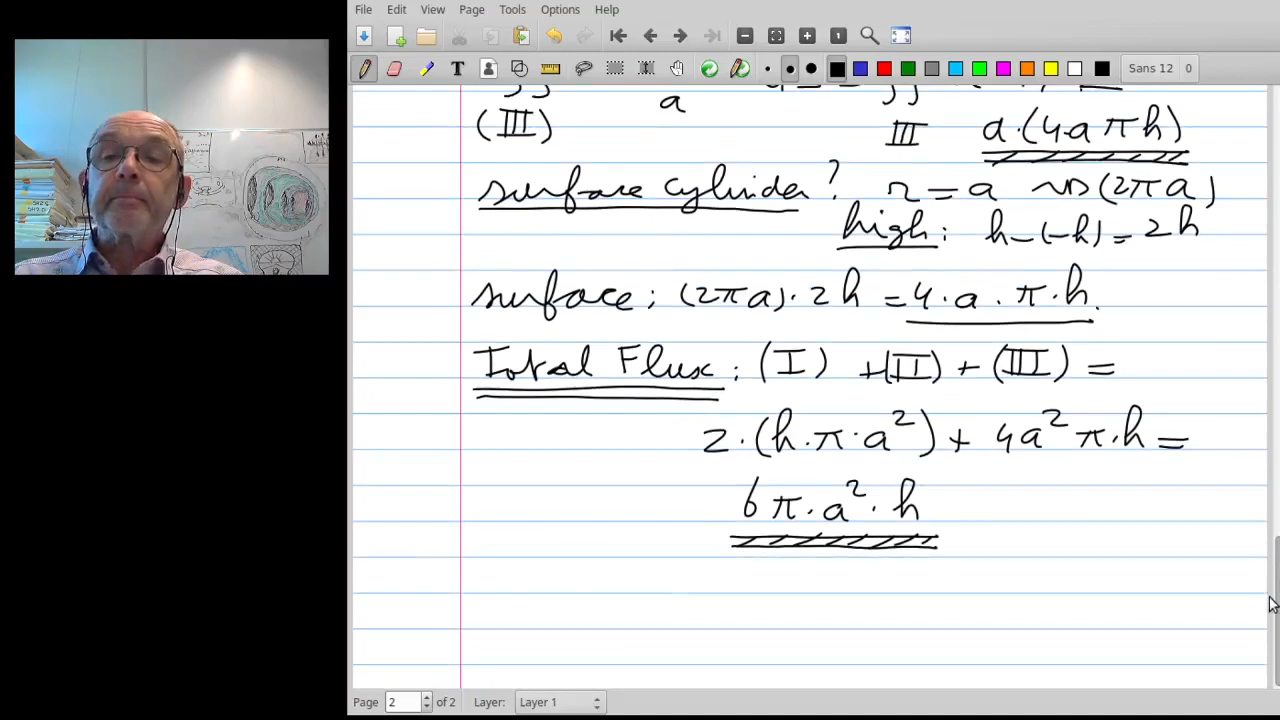 File Edit View Page Tools Options Help
Sans 12 0
a
(III) III a·(4aπh)
surface cylinder? r = a (2πa)
high: h-(-h)=2h
surface: (2πa)·2h = 4·a·π·h.
Total Flux: (I) +(II) + (III) =
2·(h·π·a²) + 4a²π·h =
6π·a²·h
Page 2 of 2 Layer: Layer 1